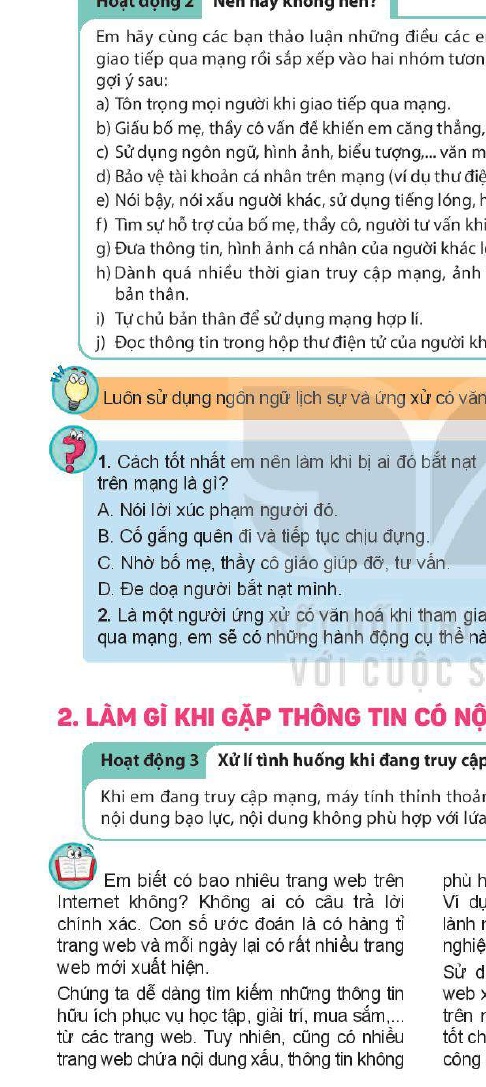 Hoạt động 2 Nên hay không nên?
Em hãy cùng các bạn thảo luận những điều các
giao tiếp qua mạng rồi sắp xếp vào hai nhóm
gợi ý sau:
a) Tôn trọng mọi người khi giao tiếp qua mạng.
b) Giấu bố mẹ, thầy cô vấn đề khiến em căng thẳng,
c) Sử dụng ngôn ngữ, hình ảnh, biểu tượng,... văn
d) Bảo vệ tài khoản cá nhân trên mạng (ví dụ thư
e) Nói bậy, nói xấu người khác, sử dụng tiếng lóng,
f) Tìm sự hỗ trợ của bố mẹ, thầy cô, người tư vấn khi
g) Đưa thông tin, hình ảnh cá nhân của người khác
h) Dành quá nhiều thời gian truy cập mạng, ảnh
bản thân.
i) Tự chủ bản thân để sử dụng mạng hợp lí.
j) Đọc thông tin trong hộp thư điện tử của người
Luôn sử dụng ngôn ngữ lịch sự và ứng xử có văn
1. Cách tốt nhất em nên làm khi bị ai đó bắt nạt
trên mạng là gì?
A. Nói lời xúc phạm người đó.
B. Cố gắng quên đi và tiếp tục chịu đựng.
C. Nhờ bố mẹ, thầy cô giáo giúp đỡ, tư vấn.
D. Đe doạ người bắt nạt mình.
2. Là một người ứng xử có văn hoá khi tham gia
qua mạng, em sẽ có những hành động cụ thể
VỚI CUỘC
2. LÀM GÌ KHI GẶP THÔNG TIN CÓ
Hoạt động 3 Xử lí tình huống khi đang truy cập
Khi em đang truy cập mạng, máy tính thỉnh
nội dung bạo lực, nội dung không phù hợp với lứa
Em biết có bao nhiêu trang web trên
Internet không? Không ai có câu trả lời
chính xác. Con số ước đoán là có hàng tỉ
trang web và mỗi ngày lại có rất nhiều trang
web mới xuất hiện.
Chúng ta dễ dàng tìm kiếm những thông tin
hữu ích phục vụ học tập, giải trí, mua sắm,...
từ các trang web. Tuy nhiên, cũng có nhiều
trang web chứa nội dung xấu, thông tin không
phù
Ví dụ
lành
Sử
web
trên
tốt
công